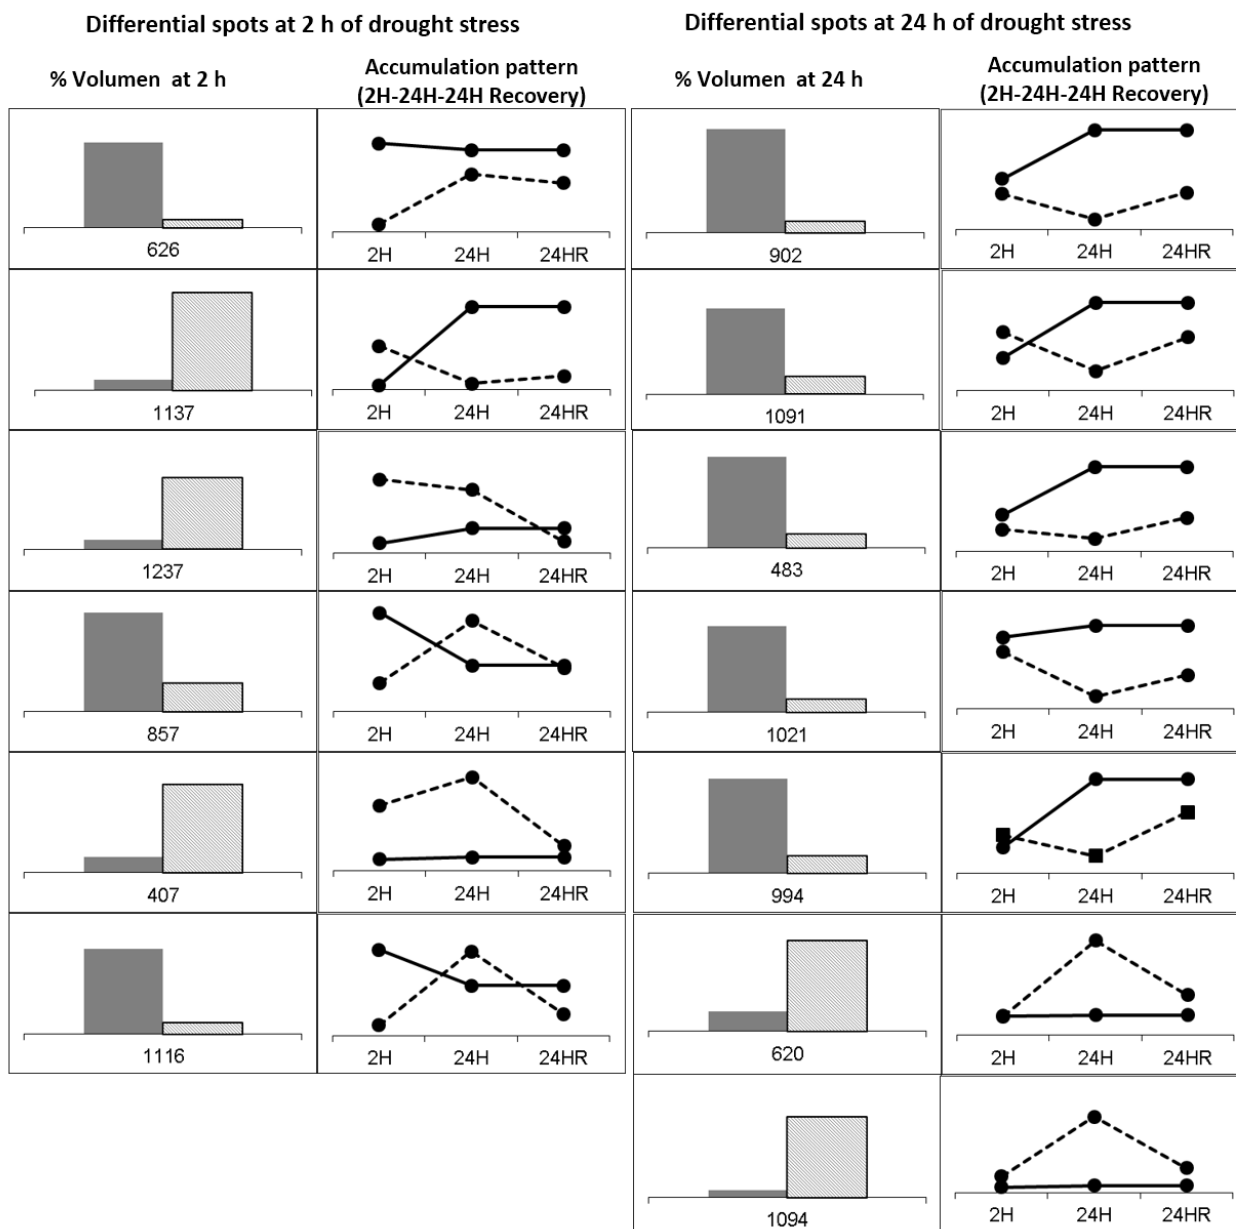 Differential spots at 2 h of drought stress
Differential spots at 24 h of drought stress
% Volumen  at 2 h
Accumulation pattern
(2H-24H-24H Recovery)
% Volumen  at 24 h
Accumulation pattern
(2H-24H-24H Recovery)
626
2H 24H 24HR
902
2H 24H 24HR
1137
2H 24H 24HR
1091
2H 24H 24HR
1237
2H 24H 24HR
483
2H 24H 24HR
857
2H 24H 24HR
1021
2H 24H 24HR
407
2H 24H 24HR
994
2H 24H 24HR
1116
2H 24H 24HR
620
2H 24H 24HR
1094
2H 24H 24HR